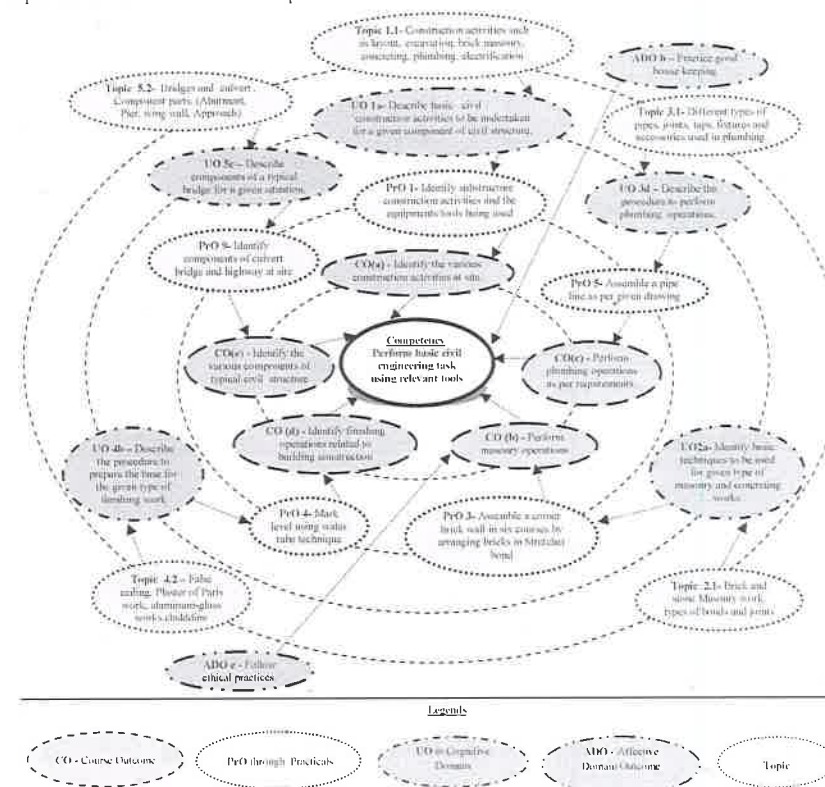 Topic 1.1- Construction activities such
as layout, excavation, brick masonry,
concreting, plumbing, electrification
ADO b – Practice good
house keeping
Topic 5.2- Bridges and culvert.
Component parts. (Abutment,
Pier, wing wall, Approach)
UO 1a- Describe basic civil
construction activities to be undertaken
for a given component of civil structure.
Topic 3.1- Different types of
pipes, joints, taps, fixtures and
accessories used in plumbing
UO 5c – Describe
components of a typical
bridge for a given situation.
PrO 1- Identify substructure
construction activities and the
equipments tools being used
UO 3d – Describe the
procedure to perform
plumbing operations.
PrO 9- Identify
components of culvert
bridge and highway at site
CO(a) - Identify the various
construction activities at site.
PrO 5- Assemble a pipe
line as per given drawing
Competency
Perform basic civil
engineering task
using relevant tools
CO(e) - Identify the
various components of
typical civil structure
CO(c) - Perform
plumbing operations
as per requirements.
CO (d) - Identify finishing
operations related to
building construction
CO (b) - Perform
masonry operations
UO 4b – Describe
the procedure to
prepare the base for
the given type of
finishing work
UO2a- Identify basic
techniques to be used
for given type of
masonry and concreting
works
PrO 4- Mark
level using water
tube technique
PrO 3- Assemble a corner
brick wall in six courses by
arranging bricks in Stretcher
bond
Topic 4.2 – False
ceiling, Plaster of Paris
work, aluminum-glass
works cladding
Topic 2.1- Brick and
stone Masonry work,
types of bonds and joints
ADO e - Follow
ethical practices
Legends
CO - Course Outcome
PrO through Practicals
UO in Cognitive
Domain
ADO - Affective
Domain Outcome
Topic